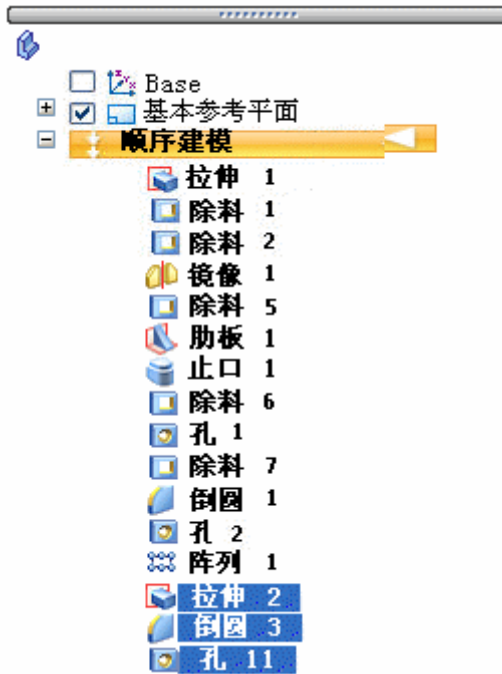 Base
基本参考平面
顺序建模
拉伸 1
除料 1
除料 2
镜像 1
除料 5
肋板 1
止口 1
除料 6
孔 1
除料 7
倒圆 1
孔 2
阵列 1
拉伸 2
倒圆 3
孔 11